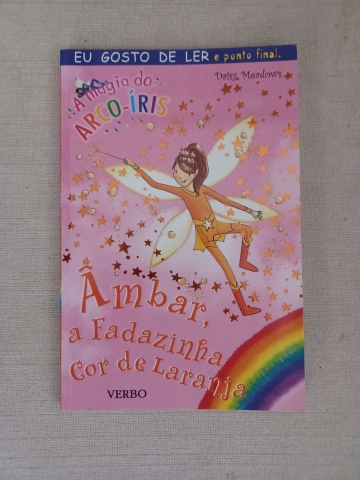 EU GOSTO DE LER e ponto final.
Daisy Meadows
A magia do
ARCO-ÍRIS
Âmbar,
a Fadazinha
Cor de Laranja
VERBO